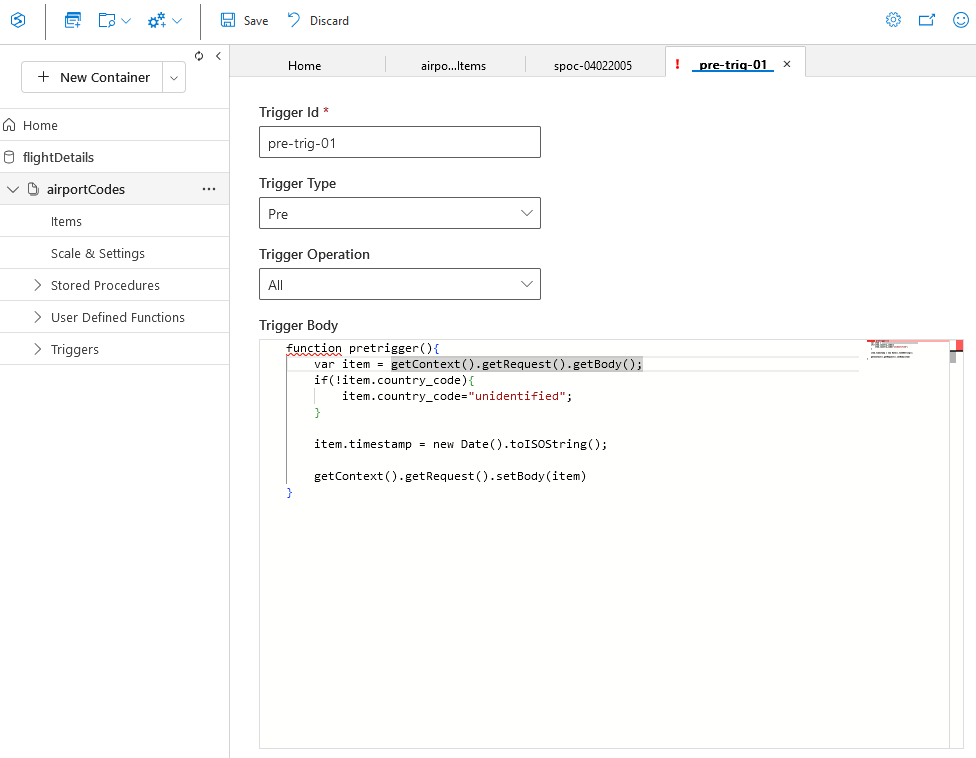 Save
Discard
New Container
Home
flightDetails
airportCodes
Items
Scale & Settings
Stored Procedures
User Defined Functions
Triggers
Home
airpo...Items
spoc-04022005
! pre-trig-01
Trigger Id *
pre-trig-01
Trigger Type
Pre
Trigger Operation
All
Trigger Body
function pretrigger(){
var item = getContext().getRequest().getBody();
if(!item.country_code){
item.country_code="unidentified";
}
item.timestamp = new Date().toISOString();
getContext().getRequest().setBody(item)
}